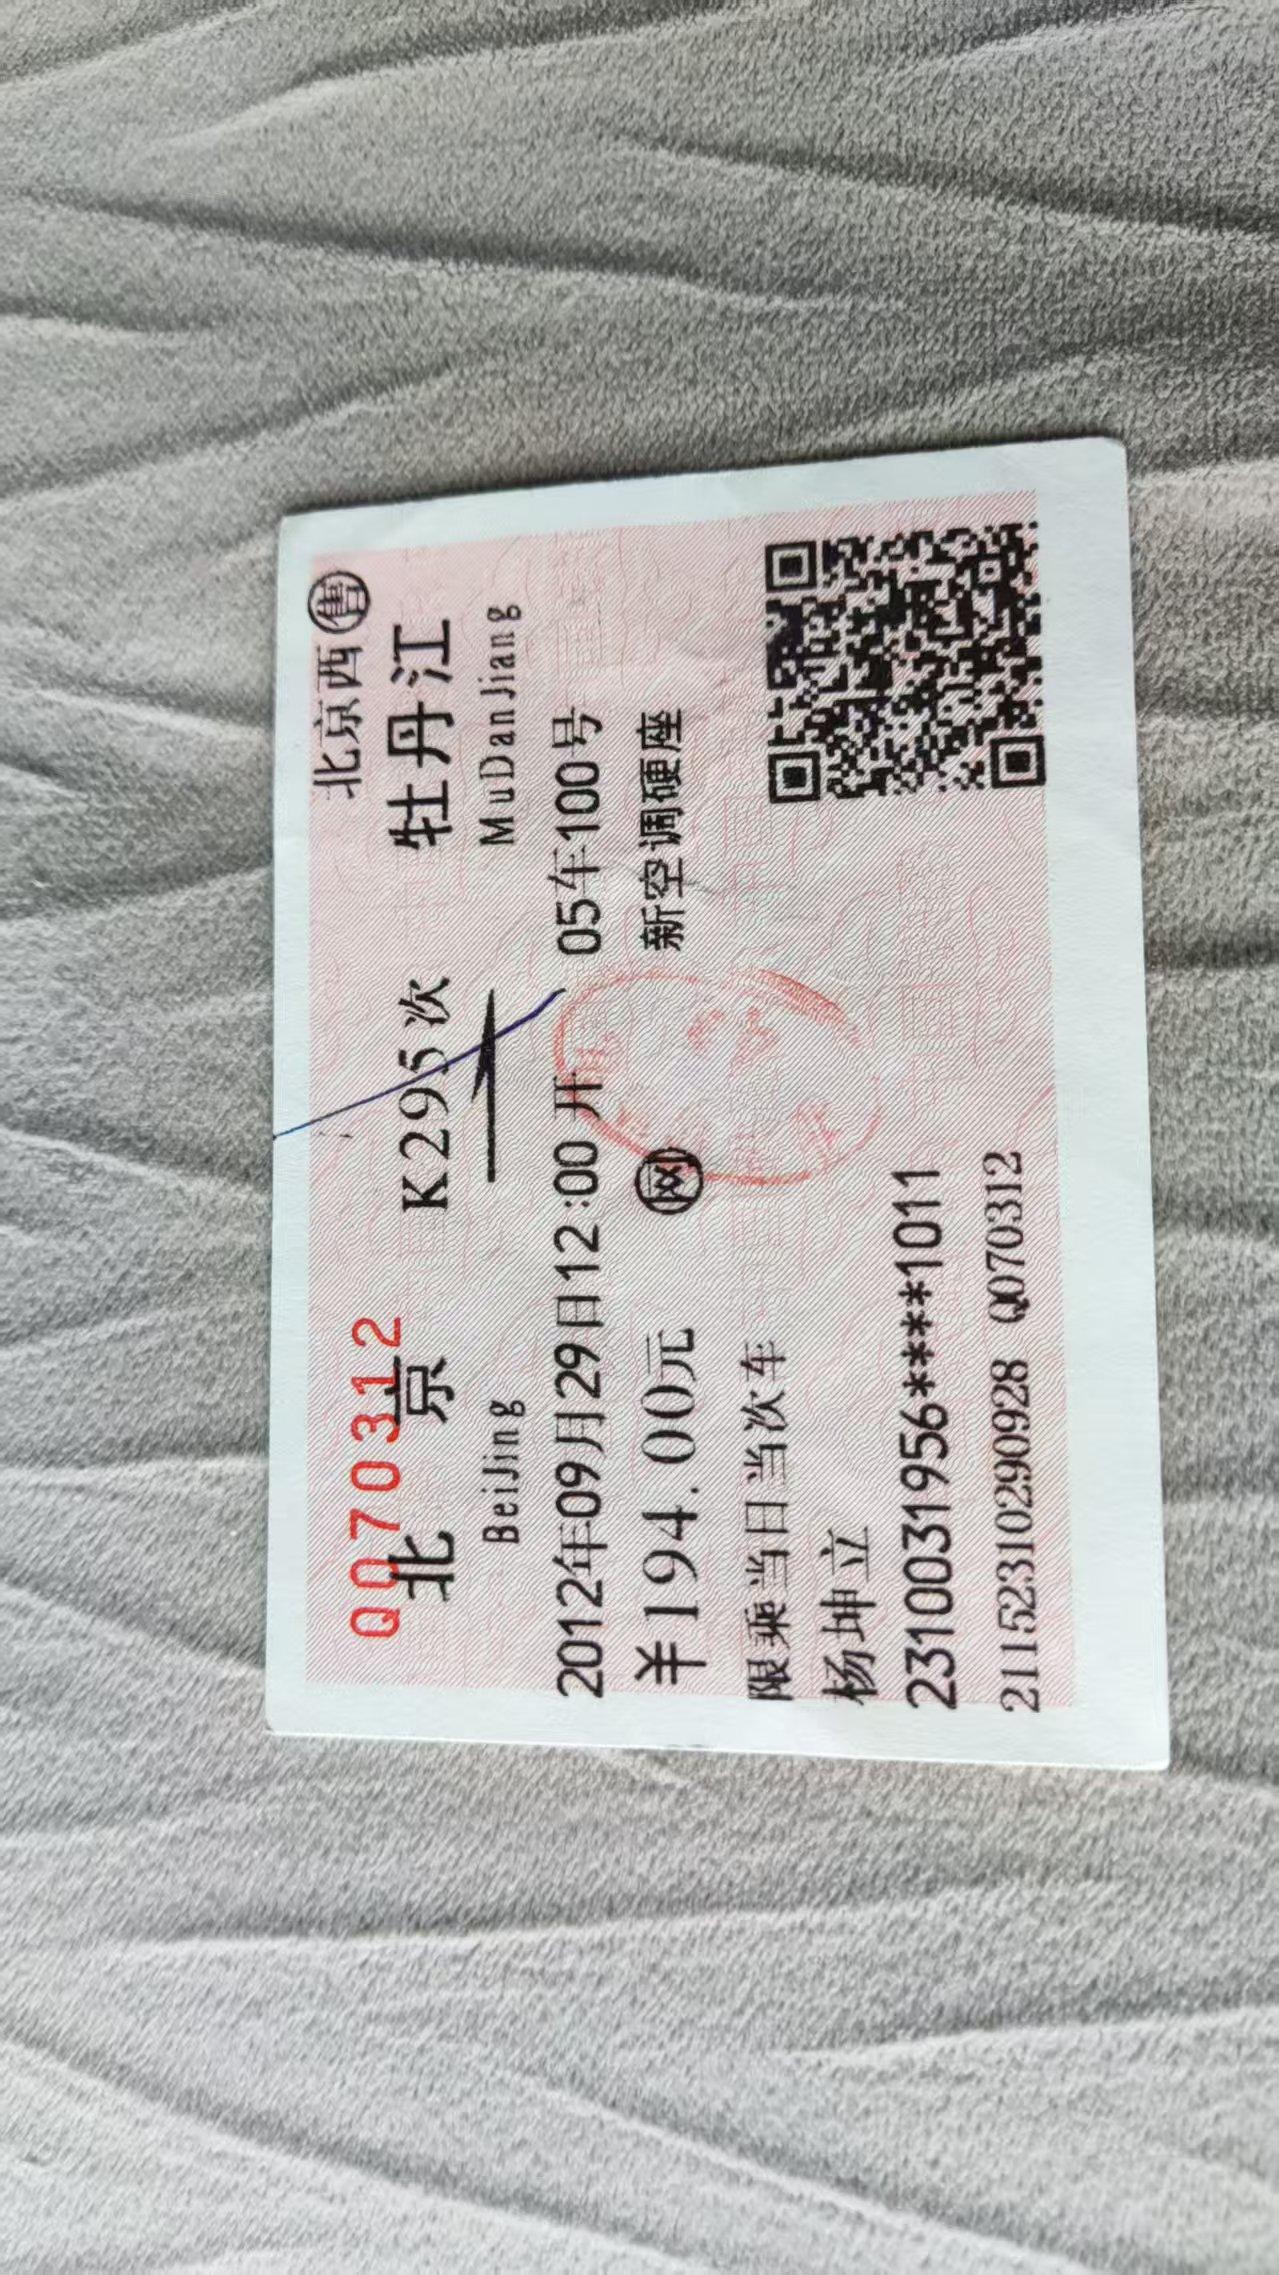 Q070312 北京西售
北京 K295次 牡丹江
BeiJing MuDanJiang
2012年09月29日12:00开 05车100号
¥194.00元 网 新空调硬座
限乘当日当次车
杨坤立
2310031956****1011
21152310290928 Q070312